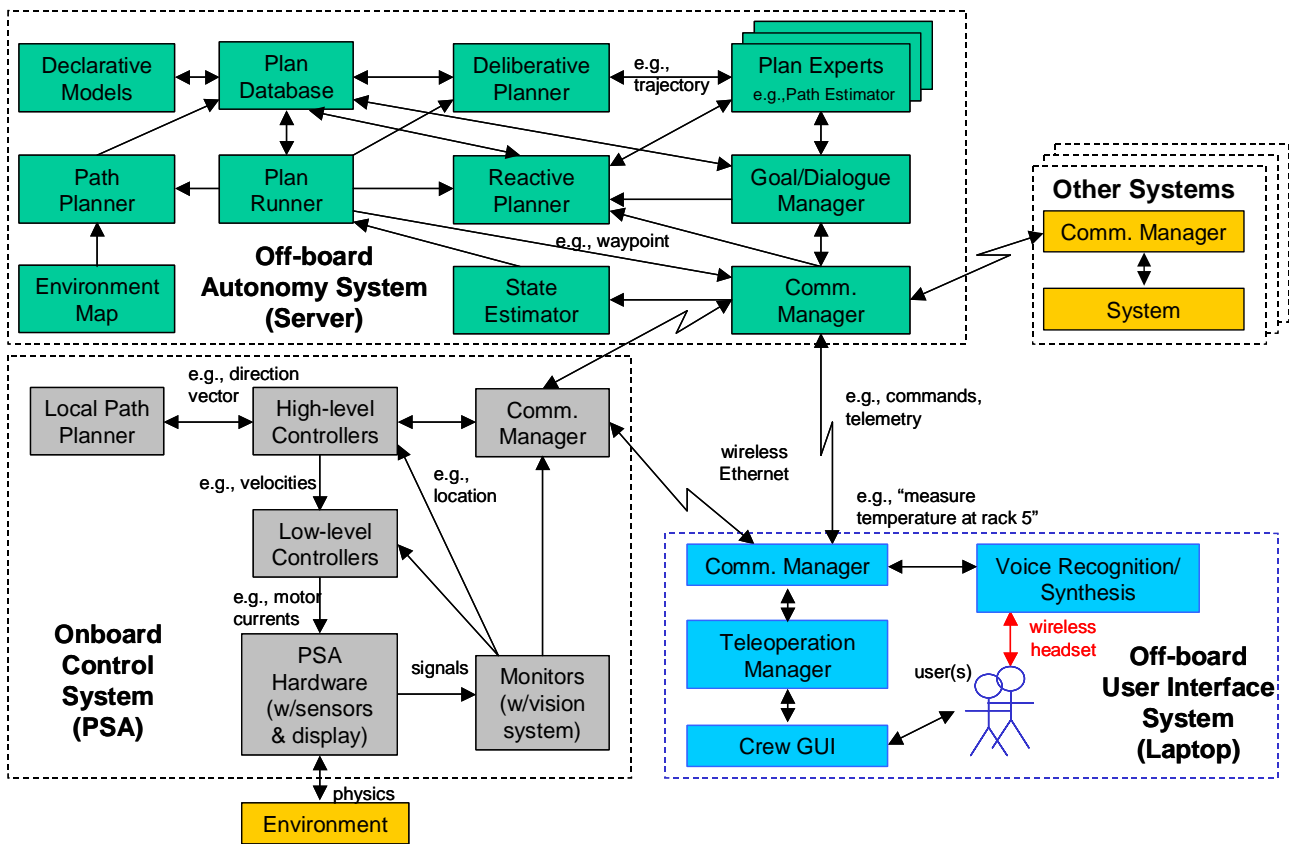 Declarative
Models
Plan
Database
Deliberative
Planner
e.g.,
trajectory
Plan Experts
e.g.,Path Estimator
Path
Planner
Plan
Runner
Reactive
Planner
Goal/Dialogue
Manager
e.g., waypoint
Environment
Map
Off-board
Autonomy System
(Server)
State
Estimator
Comm.
Manager
Other Systems
Comm. Manager
System
e.g., direction
vector
Local Path
Planner
High-level
Controllers
Comm.
Manager
e.g., commands,
telemetry
wireless
Ethernet
e.g., velocities
e.g.,
location
e.g., “measure
temperature at rack 5”
Low-level
Controllers
e.g., motor
currents
Onboard
Control
System
(PSA)
PSA
Hardware
(w/sensors
& display)
signals
Monitors
(w/vision
system)
physics
Environment
Comm. Manager
Voice Recognition/
Synthesis
Teleoperation
Manager
wireless
headset
user(s)
Crew GUI
Off-board
User Interface
System
(Laptop)